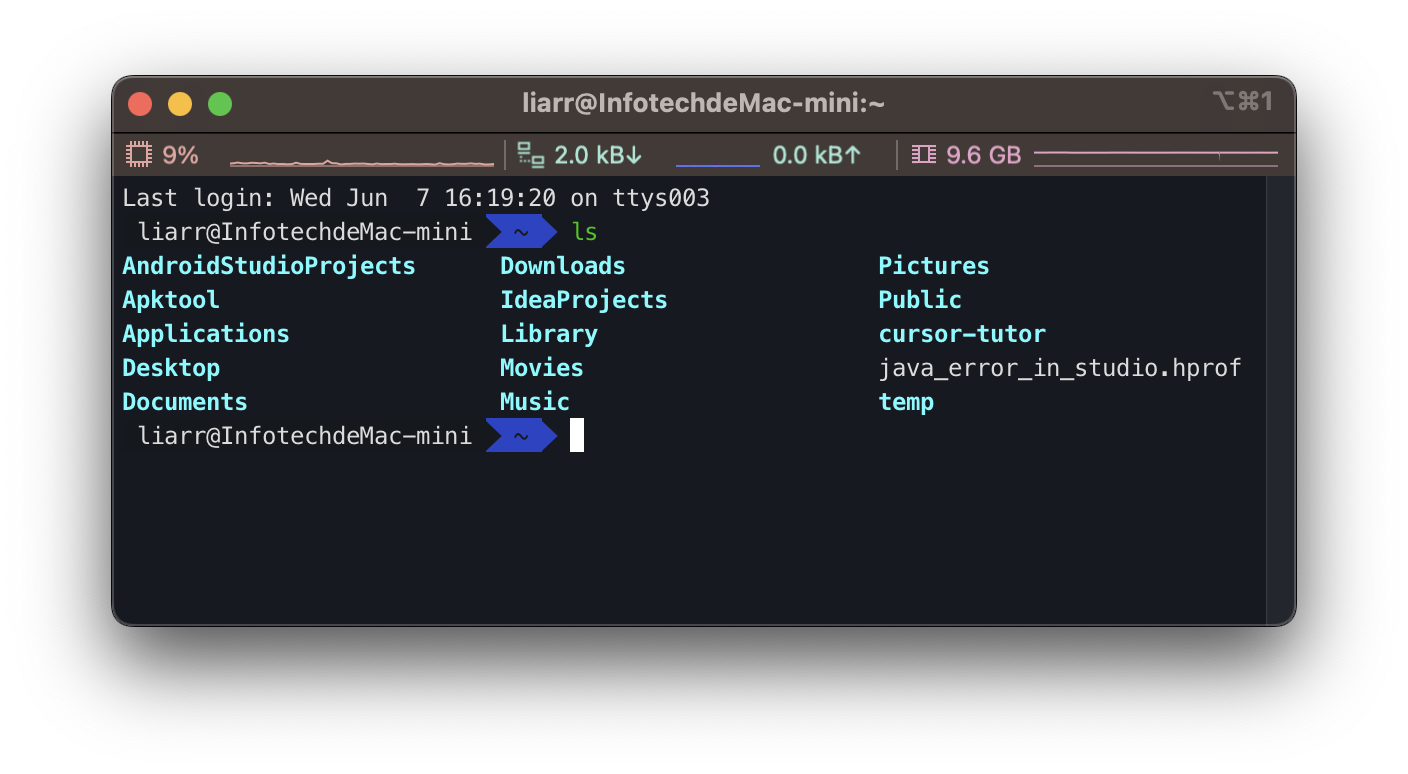 liarr@InfotechdeMac-mini:~ ⌥⌘1
9% 2.0 kB↓ 0.0 kB↑ 9.6 GB
Last login: Wed Jun  7 16:19:20 on ttys003
liarr@InfotechdeMac-mini ~ ls
AndroidStudioProjects Downloads Pictures
Apktool IdeaProjects Public
Applications Library cursor-tutor
Desktop Movies java_error_in_studio.hprof
Documents Music temp
liarr@InfotechdeMac-mini ~